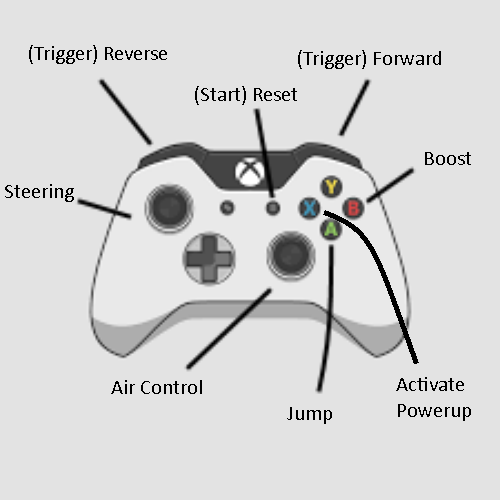 (Trigger) Reverse
(Trigger) Forward
(Start) Reset
Boost
Steering
Y
X
B
A
Air Control
Jump
Activate
Powerup